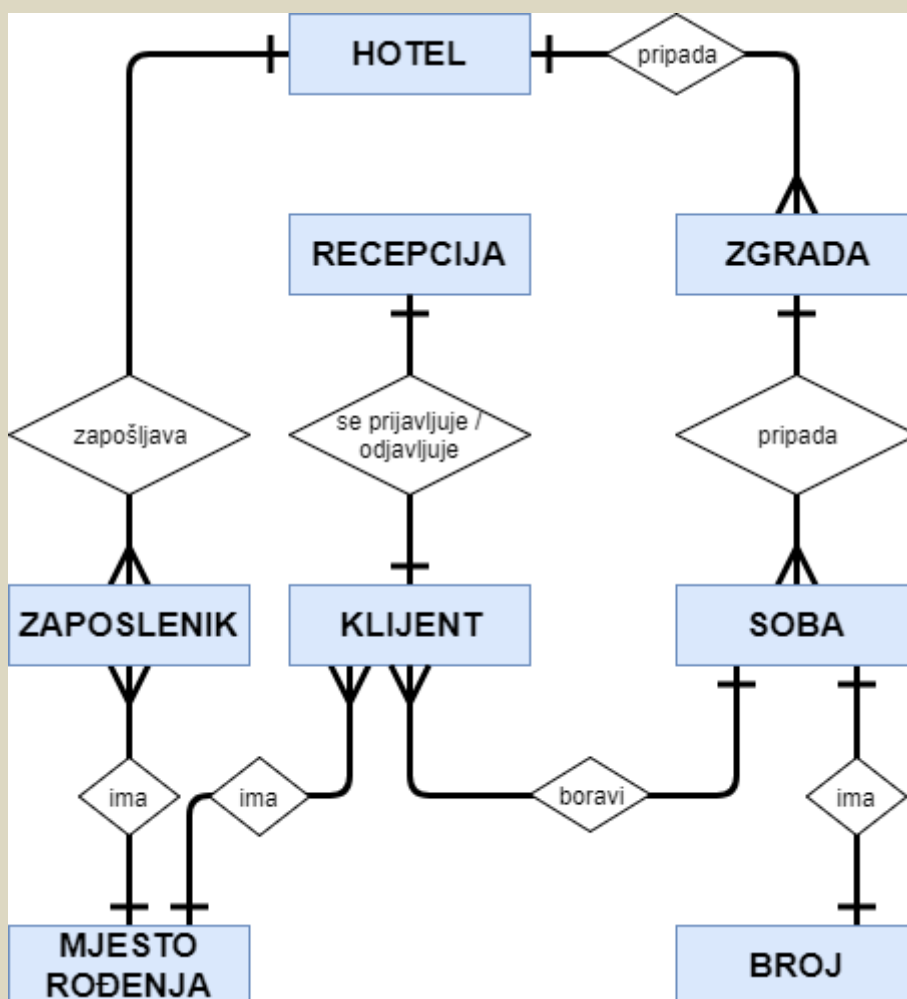 HOTEL
pripada
RECEPCIJA
ZGRADA
zapošljava
se prijavljuje /
odjavljuje
pripada
ZAPOSLENIK
KLIJENT
SOBA
ima
ima
boravi
ima
MJESTO
ROĐENJA
BROJ